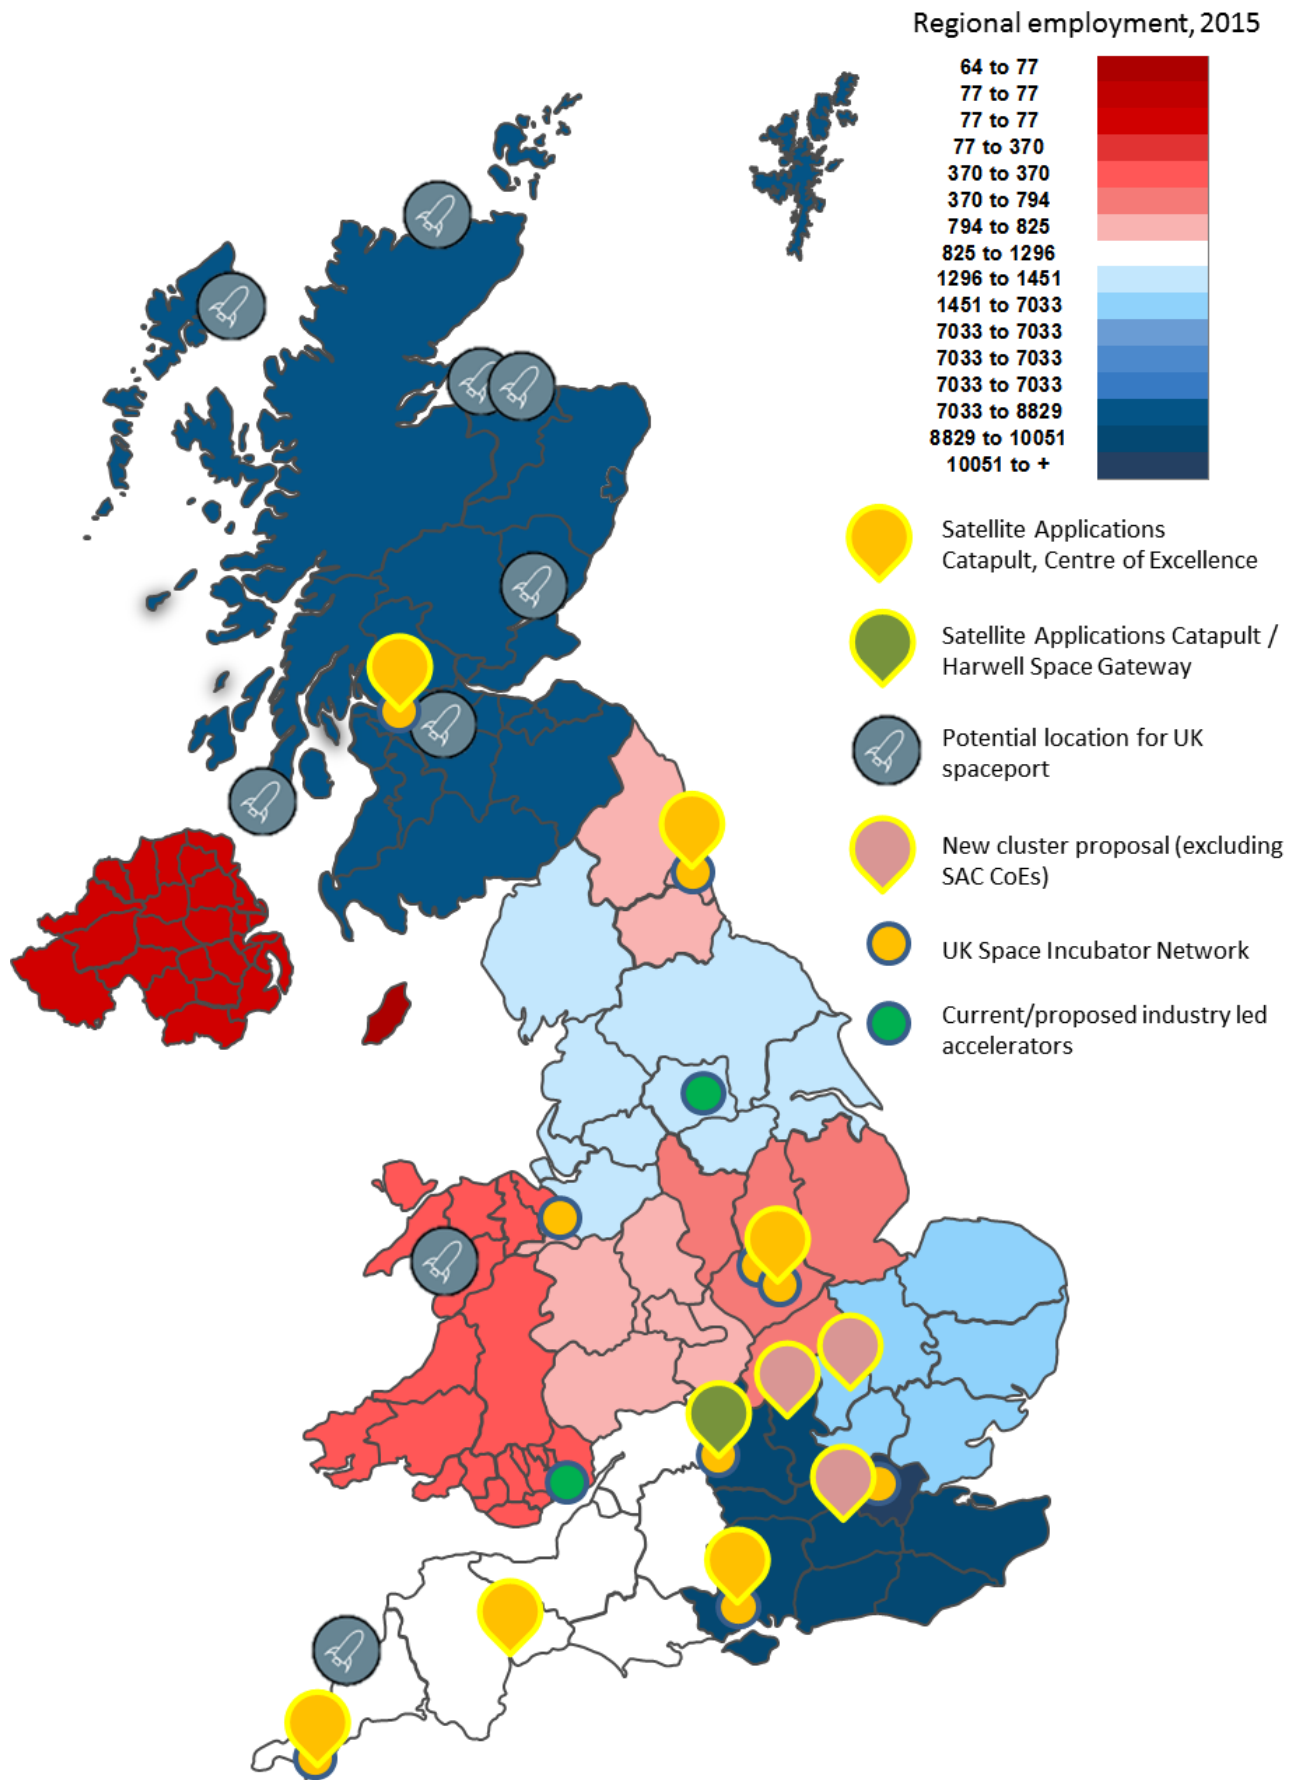 Regional employment, 2015
64 to 77
77 to 77
77 to 77
77 to 370
370 to 370
370 to 794
794 to 825
825 to 1296
1296 to 1451
1451 to 7033
7033 to 7033
7033 to 7033
7033 to 7033
7033 to 8829
8829 to 10051
10051 to +
Satellite Applications
Catapult, Centre of Excellence
Satellite Applications Catapult /
Harwell Space Gateway
Potential location for UK
spaceport
New cluster proposal (excluding
SAC CoEs)
UK Space Incubator Network
Current/proposed industry led
accelerators